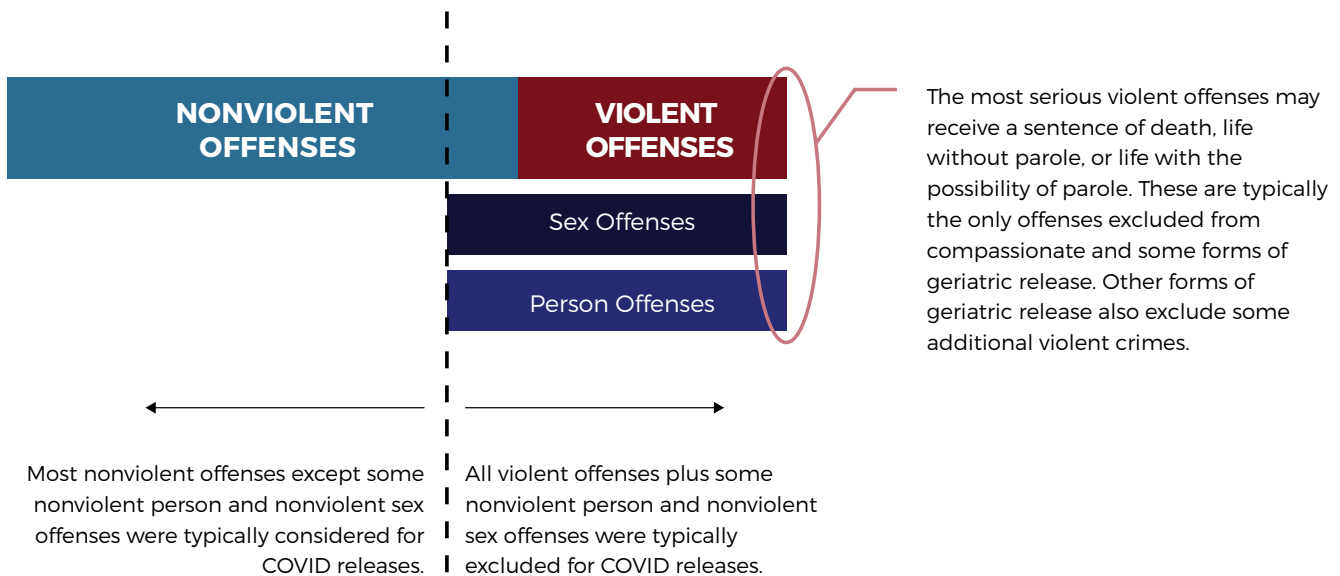 NONVIOLENT
OFFENSES
VIOLENT
OFFENSES
Sex Offenses
Person Offenses
The most serious violent offenses may
receive a sentence of death, life
without parole, or life with the
possibility of parole. These are typically
the only offenses excluded from
compassionate and some forms of
geriatric release. Other forms of
geriatric release also exclude some
additional violent crimes.
Most nonviolent offenses except some
nonviolent person and nonviolent sex
offenses were typically considered for
COVID releases.
All violent offenses plus some
nonviolent person and nonviolent
sex offenses were typically
excluded for COVID releases.